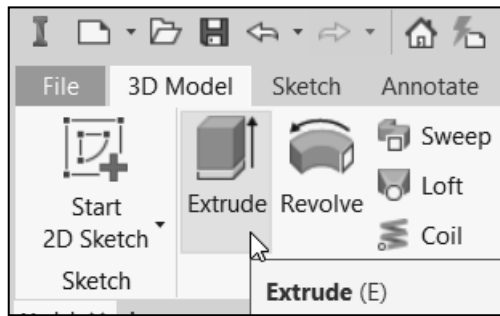 File 3D Model Sketch Annotate
Start
2D Sketch
Extrude Revolve
Sweep
Loft
Coil
Sketch
Extrude (E)